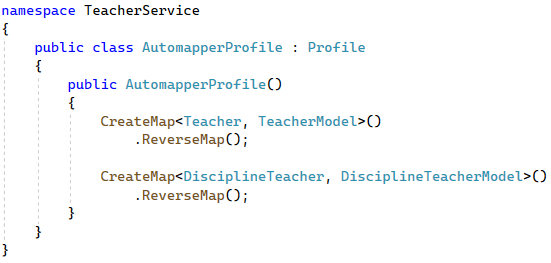 namespace TeacherService
{
    public class AutomapperProfile : Profile
    {
        public AutomapperProfile()
        {
            CreateMap<Teacher, TeacherModel>()
                .ReverseMap();

            CreateMap<DisciplineTeacher, DisciplineTeacherModel>()
                .ReverseMap();
        }
    }
}